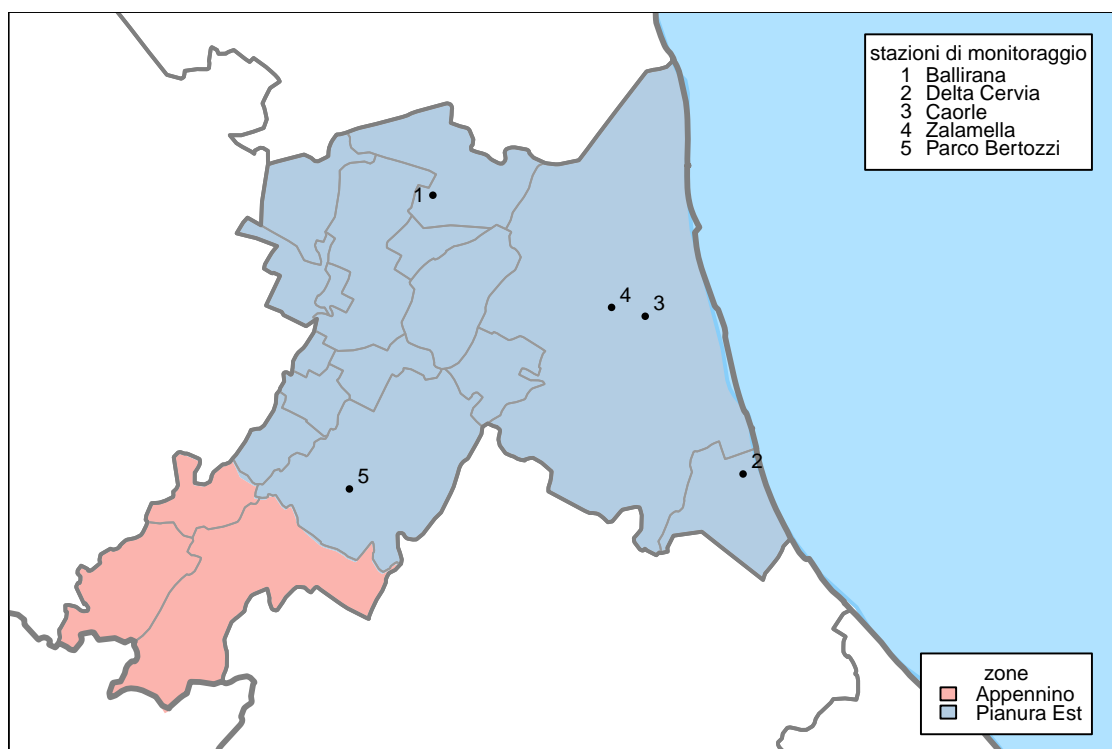 stazioni di monitoraggio
1 Ballirana
2 Delta Cervia
3 Caorle
4 Zalamella
5 Parco Bertozzi
1
4
3
2
5
zone
Appennino
Pianura Est